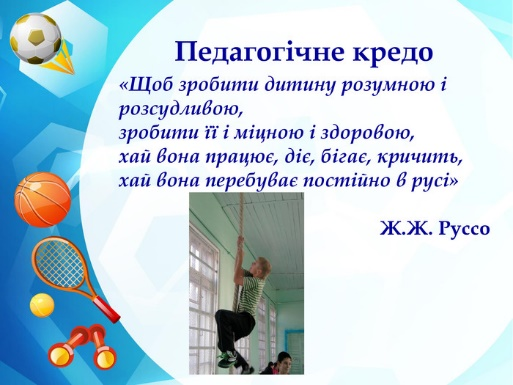 Педагогічне кредо
«Щоб зробити дитину розумною і
розсудливою,
зробити її і міцною і здоровою,
хай вона працює, діє, бігає, кричить,
хай вона перебуває постійно в русі»
Ж.Ж. Руссо